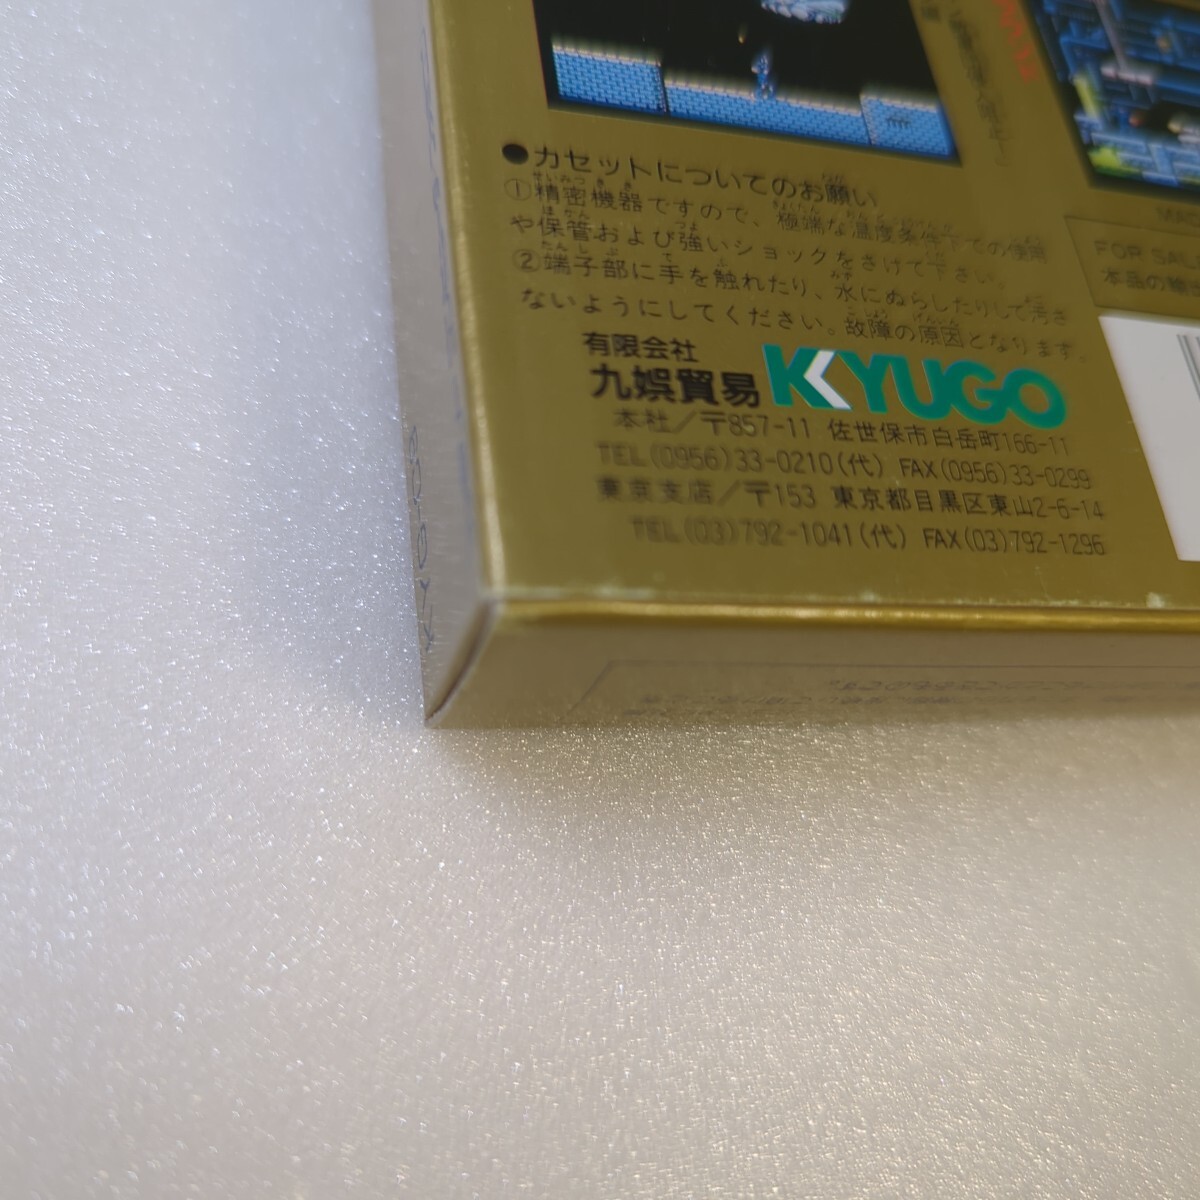 ●カセットについてのお願い
①精密機器ですので、極端な温度条件下での使用
や保管および強いショックをさけて下さい。
②端子部に手を触れたり、水にぬらしたりして汚さ
ないようにしてください。故障の原因となります。
有限会社
九娯貿易 KYUGO
本社/〒857-11 佐世保市白岳町166-11
TEL(0956)33-0210(代) FAX(0956)33-0299
東京支店/〒153 東京都目黒区東山2-6-14
TEL(03)792-1041(代) FAX(03)792-1296
FOR SALE
本品の輸出